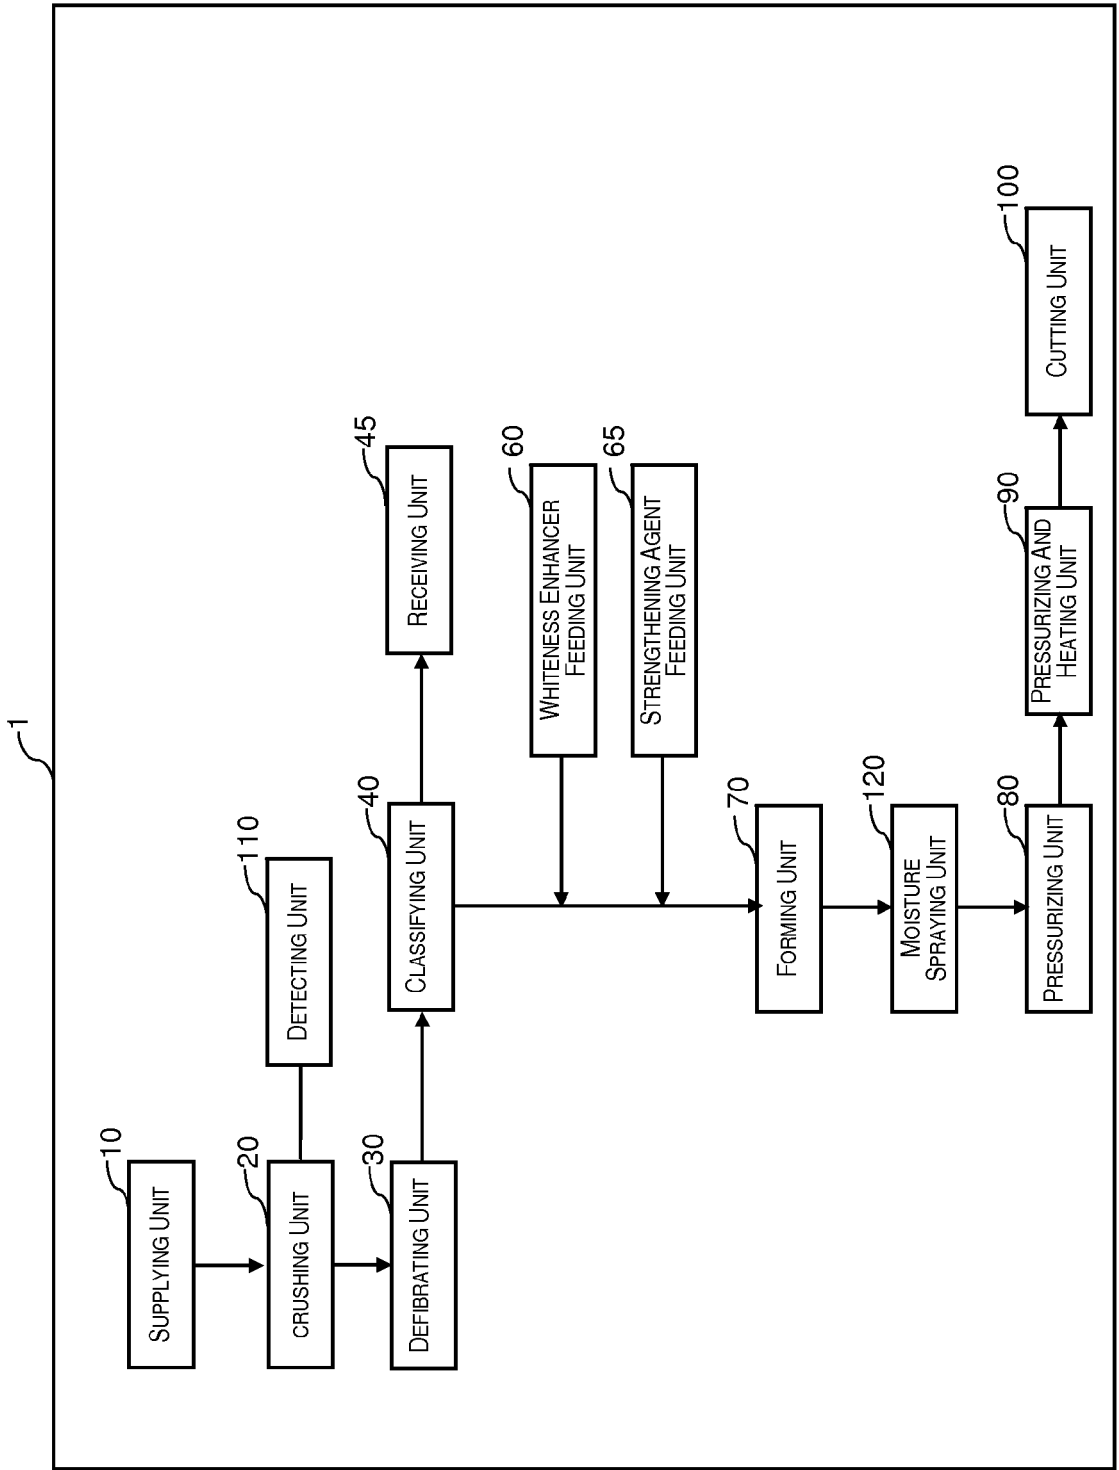 1
10
SUPPLYING UNIT
20
CRUSHING UNIT
110
DETECTING UNIT
30
DEFIBRATING UNIT
40
CLASSIFYING UNIT
45
RECEIVING UNIT
60
WHITENESS ENHANCER
FEEDING UNIT
65
STRENGTHENING AGENT
FEEDING UNIT
70
FORMING UNIT
120
MOISTURE
SPRAYING UNIT
80
PRESSURIZING UNIT
90
PRESSURIZING AND
HEATING UNIT
100
CUTTING UNIT